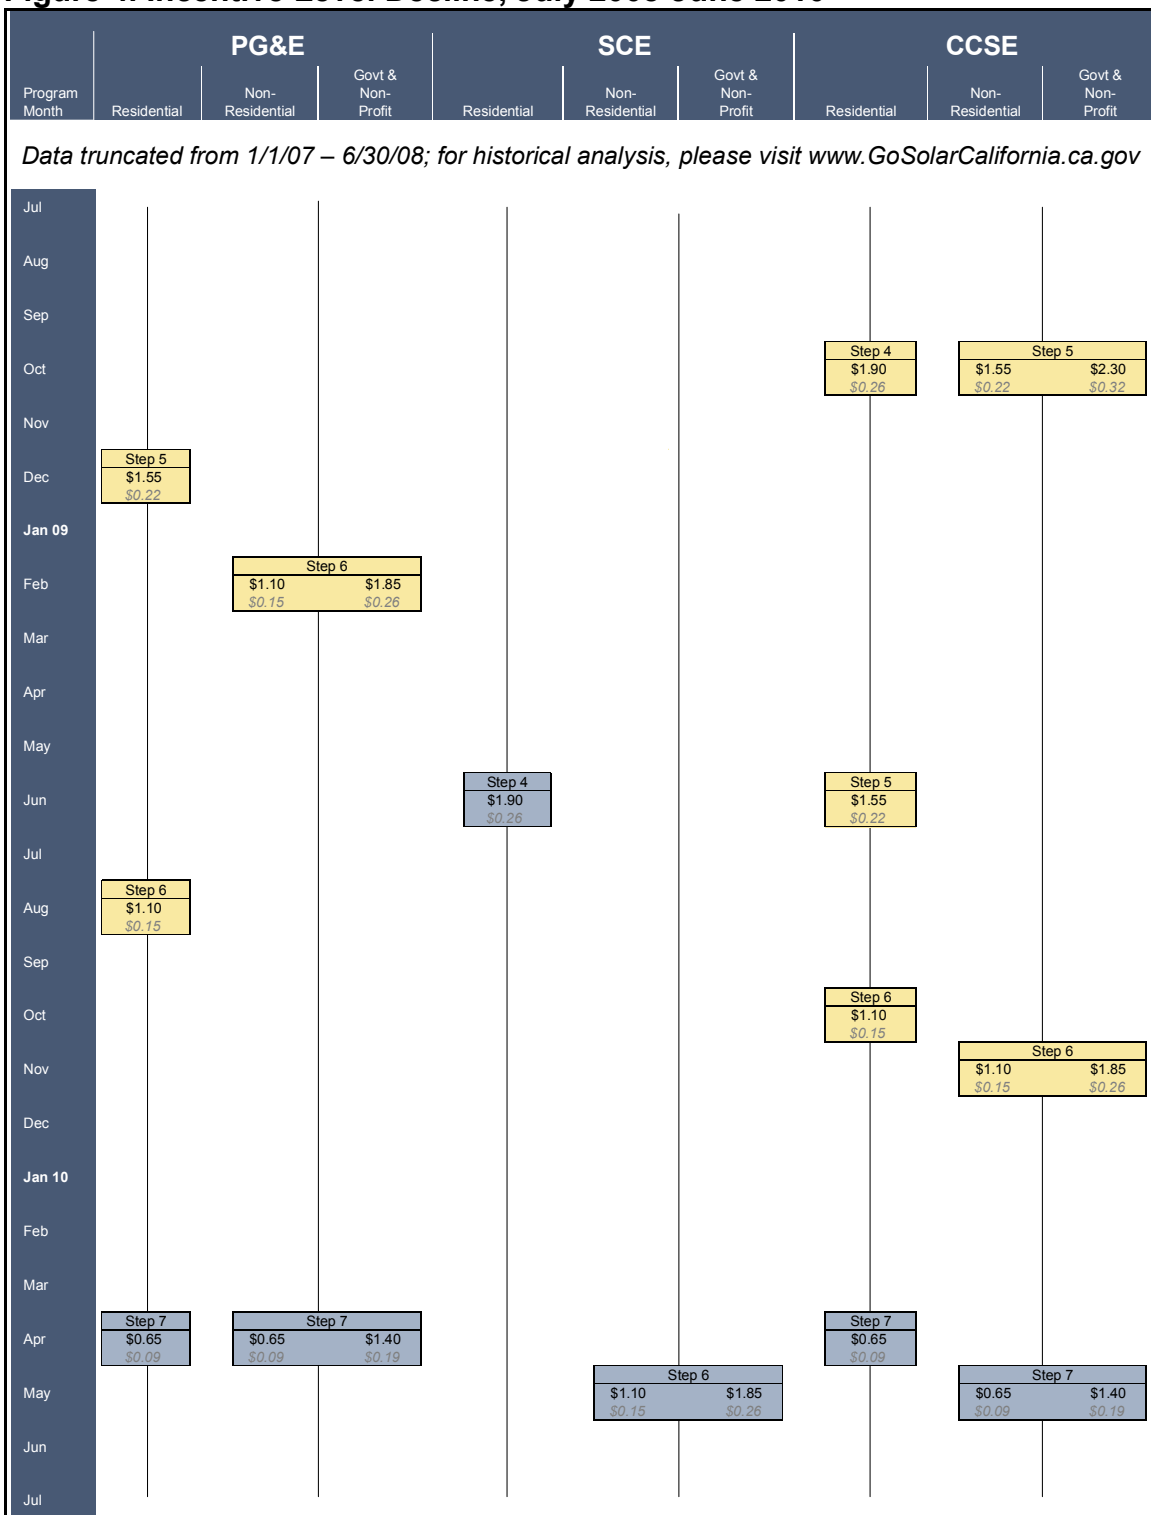 PG&E SCE CCSE
Program Month Residential Non-Residential Govt & Non-Profit Residential Non-Residential Govt & Non-Profit Residential Non-Residential Govt & Non-Profit
Data truncated from 1/1/07 – 6/30/08; for historical analysis, please visit www.GoSolarCalifornia.ca.gov
Jul
Aug
Sep
Step 4 Step 5
Oct $1.90 $1.55 $2.30
$0.26 $0.22 $0.32
Nov
Step 5
Dec $1.55
$0.22
Jan 09
Step 6
Feb $1.10 $1.85
$0.15 $0.26
Mar
Apr
May
Step 4 Step 5
Jun $1.90 $1.55
$0.26 $0.22
Jul
Step 6
Aug $1.10
$0.15
Sep
Step 6
Oct $1.10
$0.15
Step 6
Nov $1.10 $1.85
$0.15 $0.26
Dec
Jan 10
Feb
Mar
Step 7 Step 7 Step 7
Apr $0.65 $0.65 $1.40 $0.65
$0.09 $0.09 $0.19 $0.09
Step 6 Step 7
May $1.10 $1.85 $0.65 $1.40
$0.15 $0.26 $0.09 $0.19
Jun
Jul